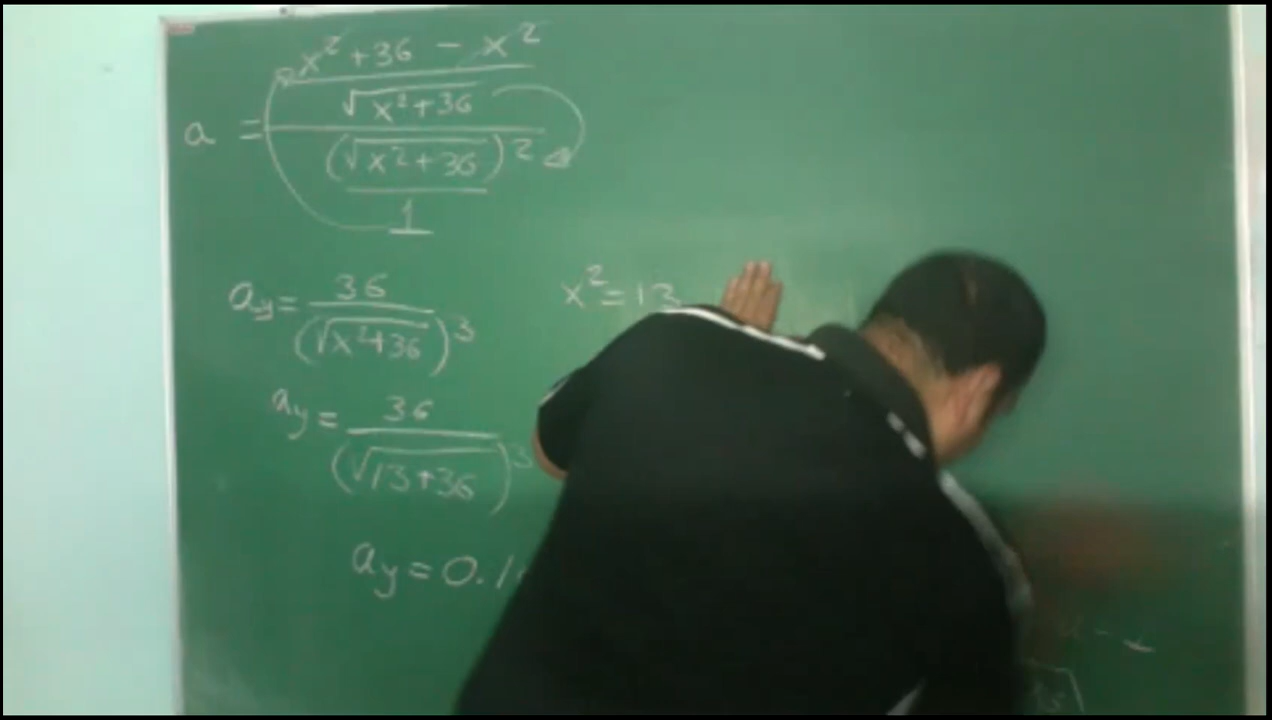 x² + 36 - x²
√x² + 36
a =
(√x² + 36)²
1
a_y = 36 / (√x² + 36)³
x² = 13
a_y = 36 / (√13 + 36)³
a_y = 0.1